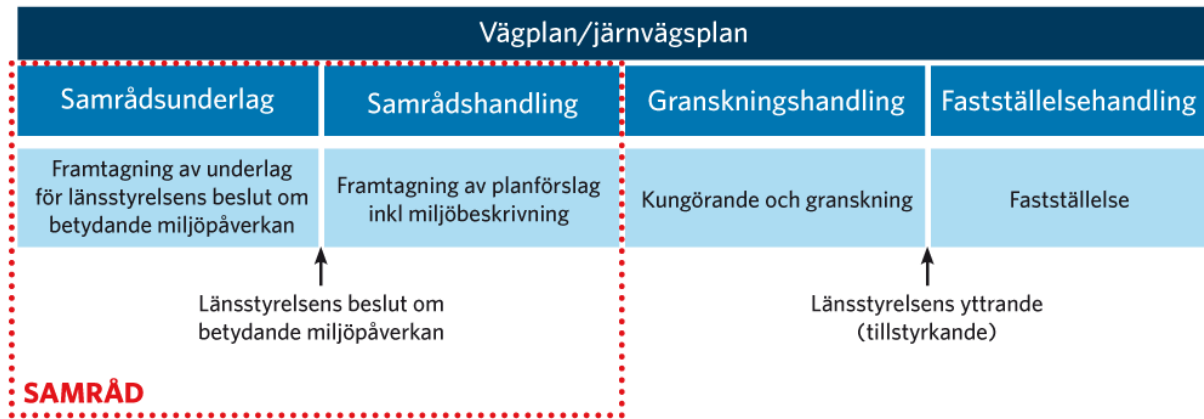 Vägplan/järnvägsplan
Samrådsunderlag
Samrådshandling
Granskningshandling
Fastställelsehandling
Framtagning av underlag
för länsstyrelsens beslut om
betydande miljöpåverkan
Framtagning av planförslag
inkl miljöbeskrivning
Kungörande och granskning
Fastställelse
Länsstyrelsens beslut om
betydande miljöpåverkan
Länsstyrelsens yttrande
(tillstyrkande)
SAMRÅD